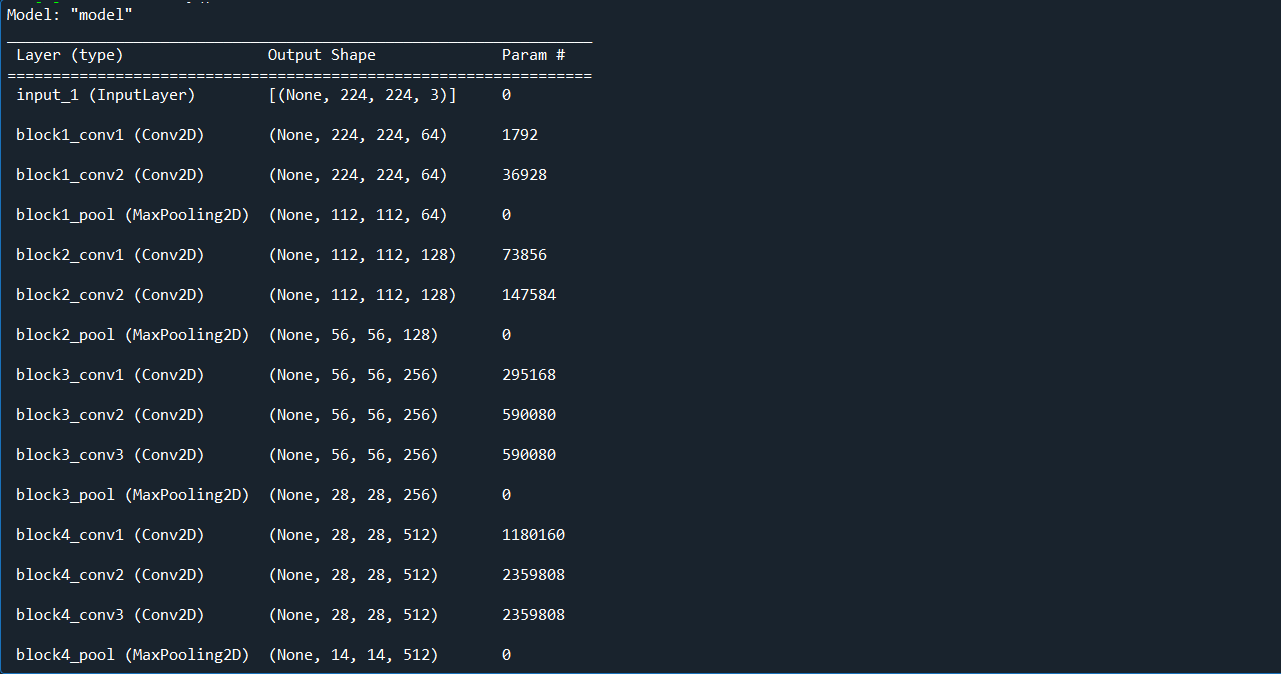 Model: "model"
Layer (type) Output Shape Param #
=================================================================
input_1 (InputLayer) [(None, 224, 224, 3)] 0
block1_conv1 (Conv2D) (None, 224, 224, 64) 1792
block1_conv2 (Conv2D) (None, 224, 224, 64) 36928
block1_pool (MaxPooling2D) (None, 112, 112, 64) 0
block2_conv1 (Conv2D) (None, 112, 112, 128) 73856
block2_conv2 (Conv2D) (None, 112, 112, 128) 147584
block2_pool (MaxPooling2D) (None, 56, 56, 128) 0
block3_conv1 (Conv2D) (None, 56, 56, 256) 295168
block3_conv2 (Conv2D) (None, 56, 56, 256) 590080
block3_conv3 (Conv2D) (None, 56, 56, 256) 590080
block3_pool (MaxPooling2D) (None, 28, 28, 256) 0
block4_conv1 (Conv2D) (None, 28, 28, 512) 1180160
block4_conv2 (Conv2D) (None, 28, 28, 512) 2359808
block4_conv3 (Conv2D) (None, 28, 28, 512) 2359808
block4_pool (MaxPooling2D) (None, 14, 14, 512) 0